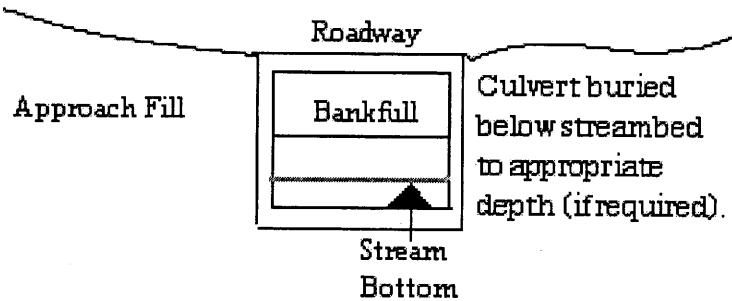 Roadway
Approach Fill
Bankfull
Culvert buried
below streambed
to appropriate
depth (if required).
Stream
Bottom